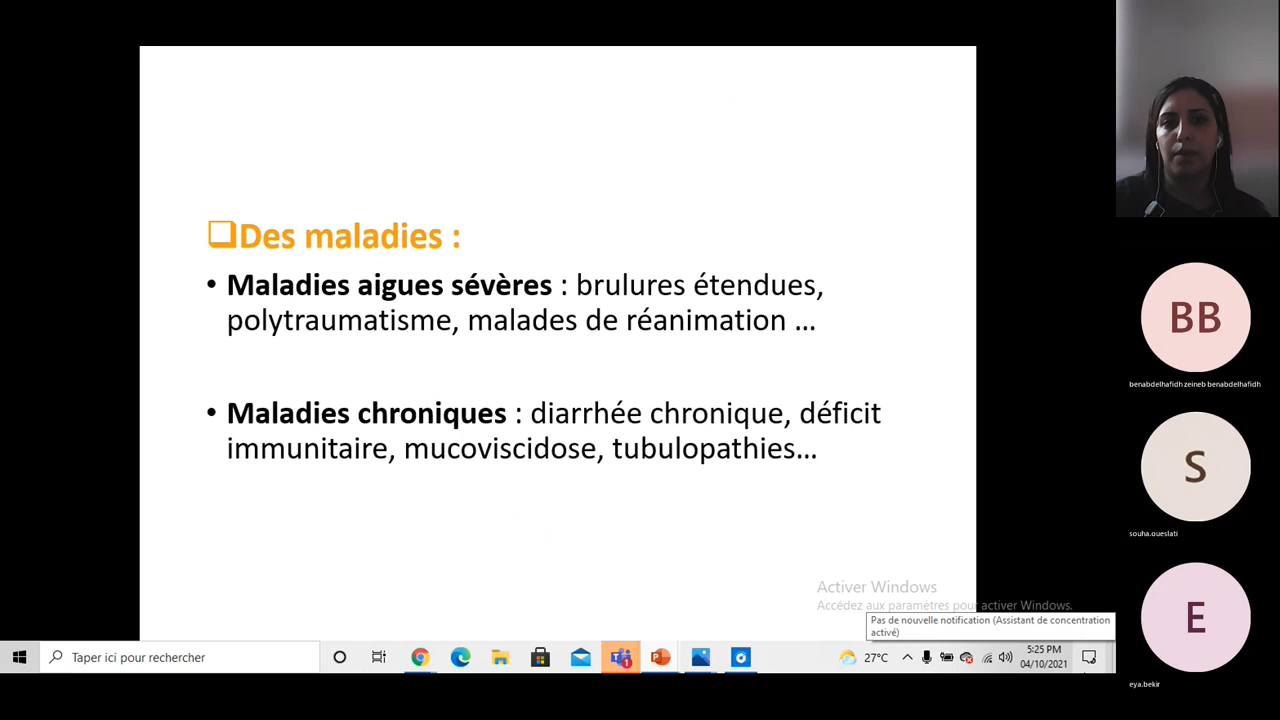 ❑Des maladies :
• Maladies aigues sévères : brulures étendues,
polytraumatisme, malades de réanimation ...
• Maladies chroniques : diarrhée chronique, déficit
immunitaire, mucoviscidose, tubulopathies...
Activer Windows
Accédez aux paramètres pour activer Windows.
Pas de nouvelle notification (Assistant de concentration
activé)
Taper ici pour rechercher
27°C
5:25 PM
04/10/2021
BB
benabdelhafidh zeineb benabdelhafidh
S
souha.oueslati
E
eya.bekir